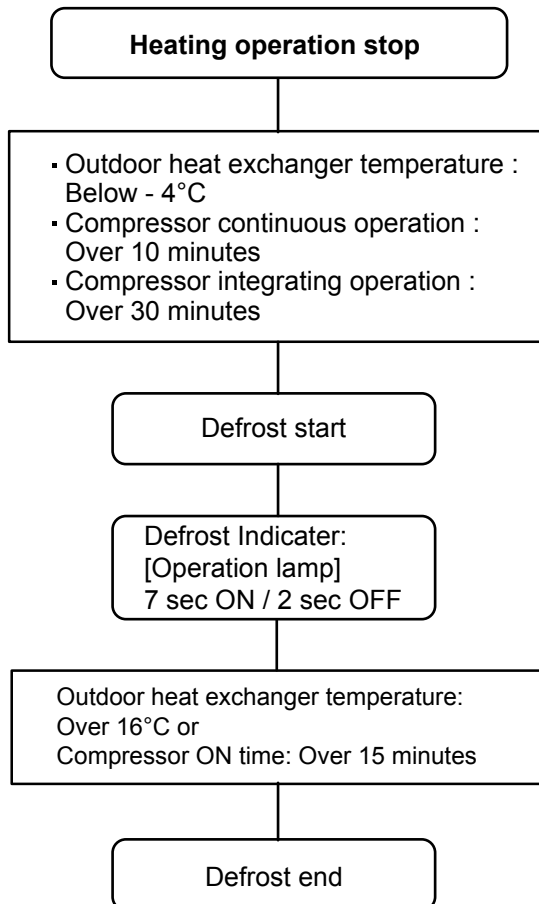 Heating operation stop
▪ Outdoor heat exchanger temperature :
Below - 4°C
▪ Compressor continuous operation :
Over 10 minutes
▪ Compressor integrating operation :
Over 30 minutes
Defrost start
Defrost Indicater:
[Operation lamp]
7 sec ON / 2 sec OFF
Outdoor heat exchanger temperature:
Over 16°C or
Compressor ON time: Over 15 minutes
Defrost end